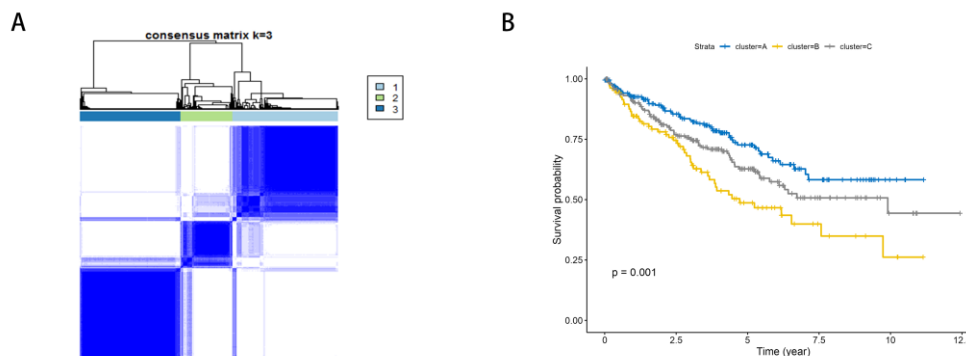 A
consensus matrix k=3
1
2
3
B
Strata cluster=A cluster=B cluster=C
1.00
0.75
0.50
0.25
0.00
Survival probability
p = 0.001
0 2.5 5 7.5 10 12.
Time (year)